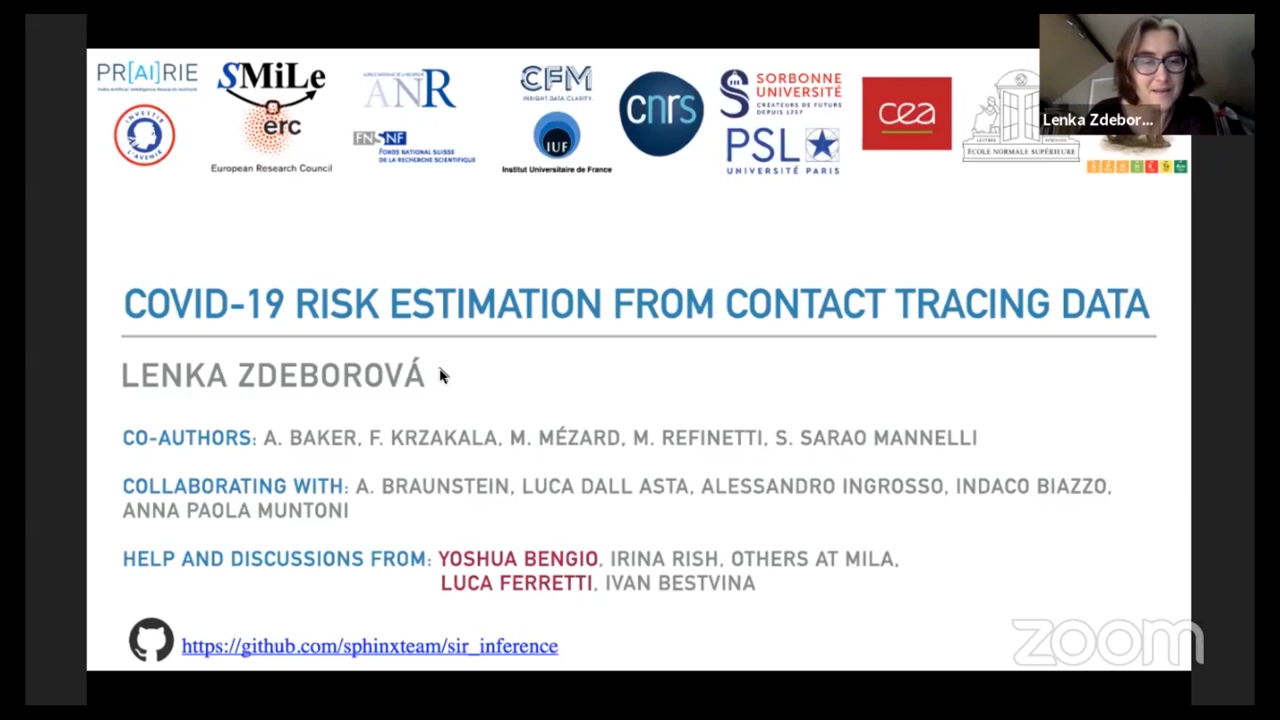 PR[AI]RIE
SMiLe
erc
European Research Council
ANR
FNSNF
FONDS NATIONAL SUISSE
DE LA RECHERCHE SCIENTIFIQUE
CFM
INSIGHT. DATA. CLARITY.
IUF
Institut Universitaire de France
cnrs
SORBONNE
UNIVERSITÉ
CRÉATEURS DE FUTURS
DEPUIS 1257
PSL
UNIVERSITÉ PARIS
cea
ÉCOLE NORMALE SUPÉRIEURE
Lenka Zdebor...
COVID-19 RISK ESTIMATION FROM CONTACT TRACING DATA
LENKA ZDEBOROVÁ
CO-AUTHORS: A. BAKER, F. KRZAKALA, M. MÉZARD, M. REFINETTI, S. SARAO MANNELLI
COLLABORATING WITH: A. BRAUNSTEIN, LUCA DALL ASTA, ALESSANDRO INGROSSO, INDACO BIAZZO,
ANNA PAOLA MUNTONI
HELP AND DISCUSSIONS FROM: YOSHUA BENGIO, IRINA RISH, OTHERS AT MILA,
LUCA FERRETTI, IVAN BESTVINA
https://github.com/sphinxteam/sir_inference
zoom